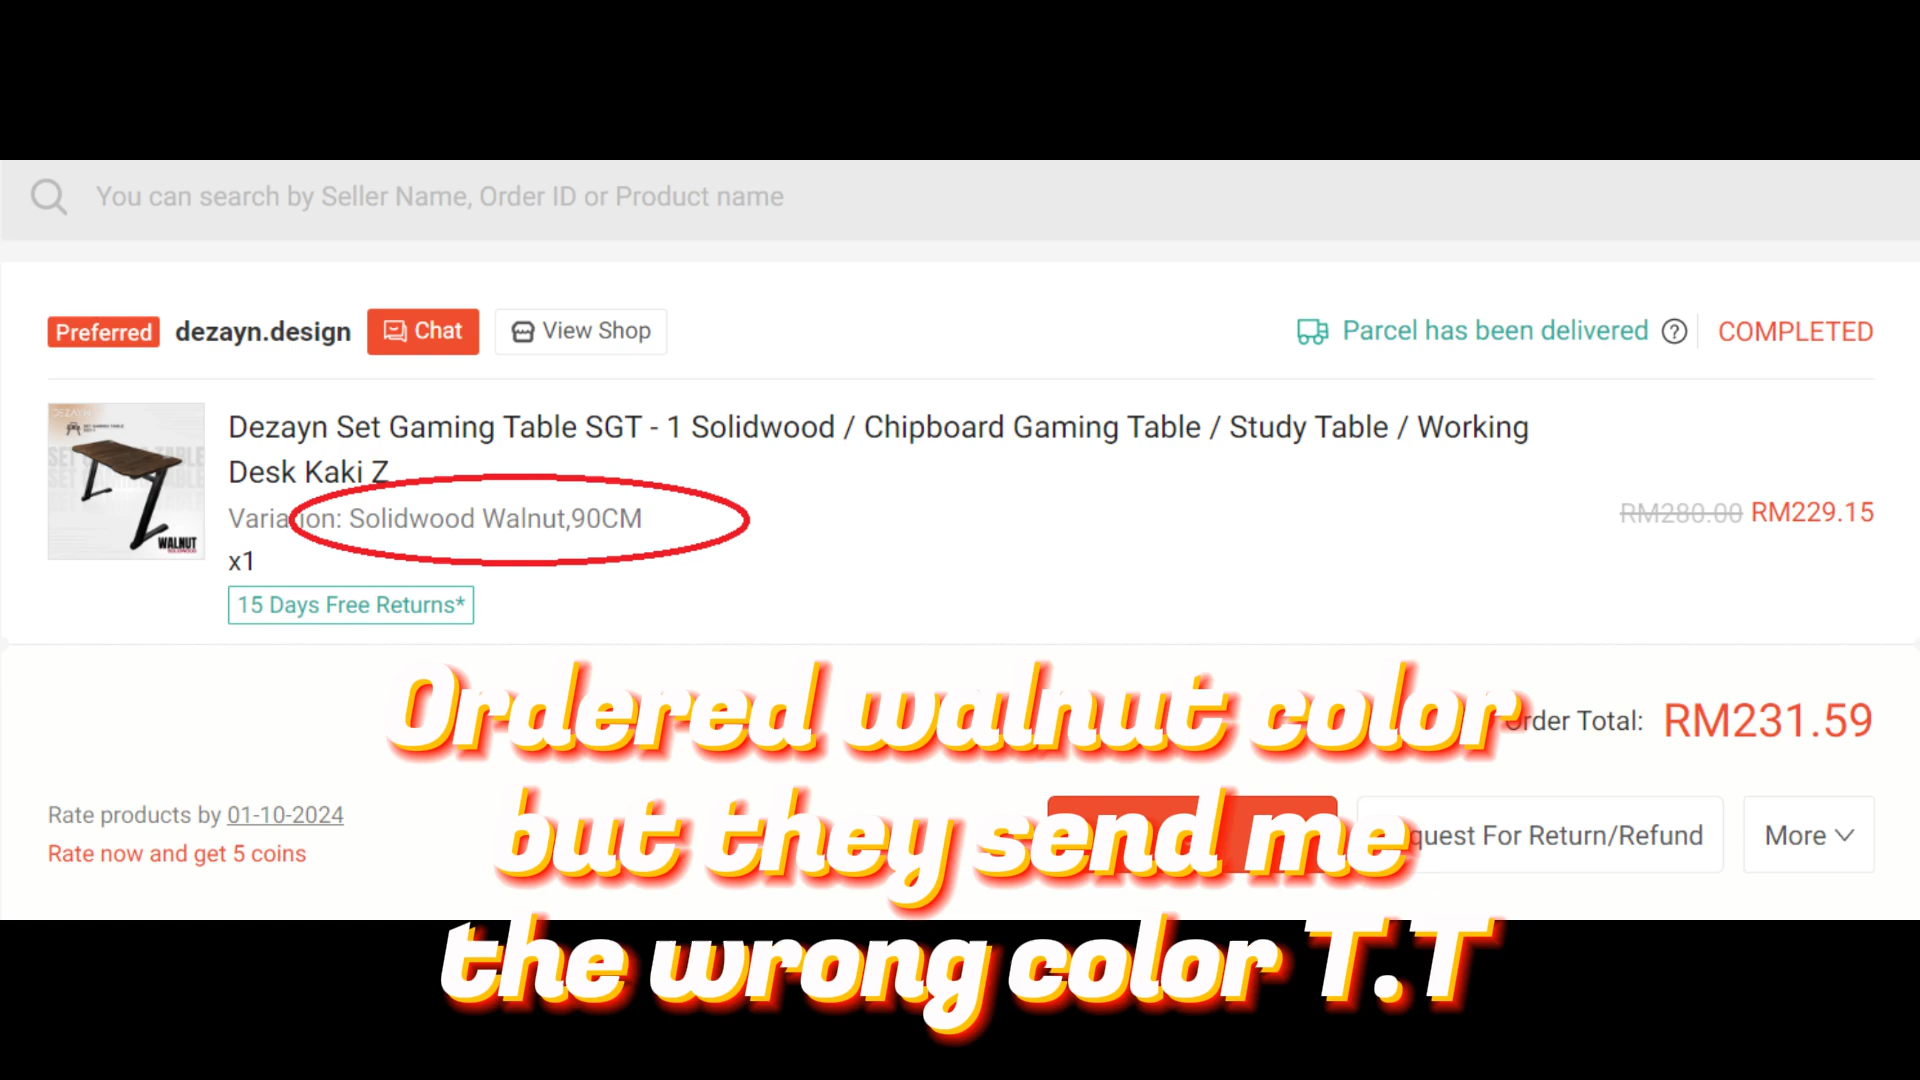 You can search by Seller Name, Order ID or Product name
Preferred dezayn.design Chat View Shop Parcel has been delivered ? COMPLETED
DEZAYN
WALNUT
Dezayn Set Gaming Table SGT - 1 Solidwood / Chipboard Gaming Table / Study Table / Working
Desk Kaki Z
Variation: Solidwood Walnut,90CM
RM280.00 RM229.15
x1
15 Days Free Returns*
Order Total: RM231.59
Ordered walnut color
but they send me
the wrong color T.T
Rate products by 01-10-2024
Rate now and get 5 coins
Request For Return/Refund
More